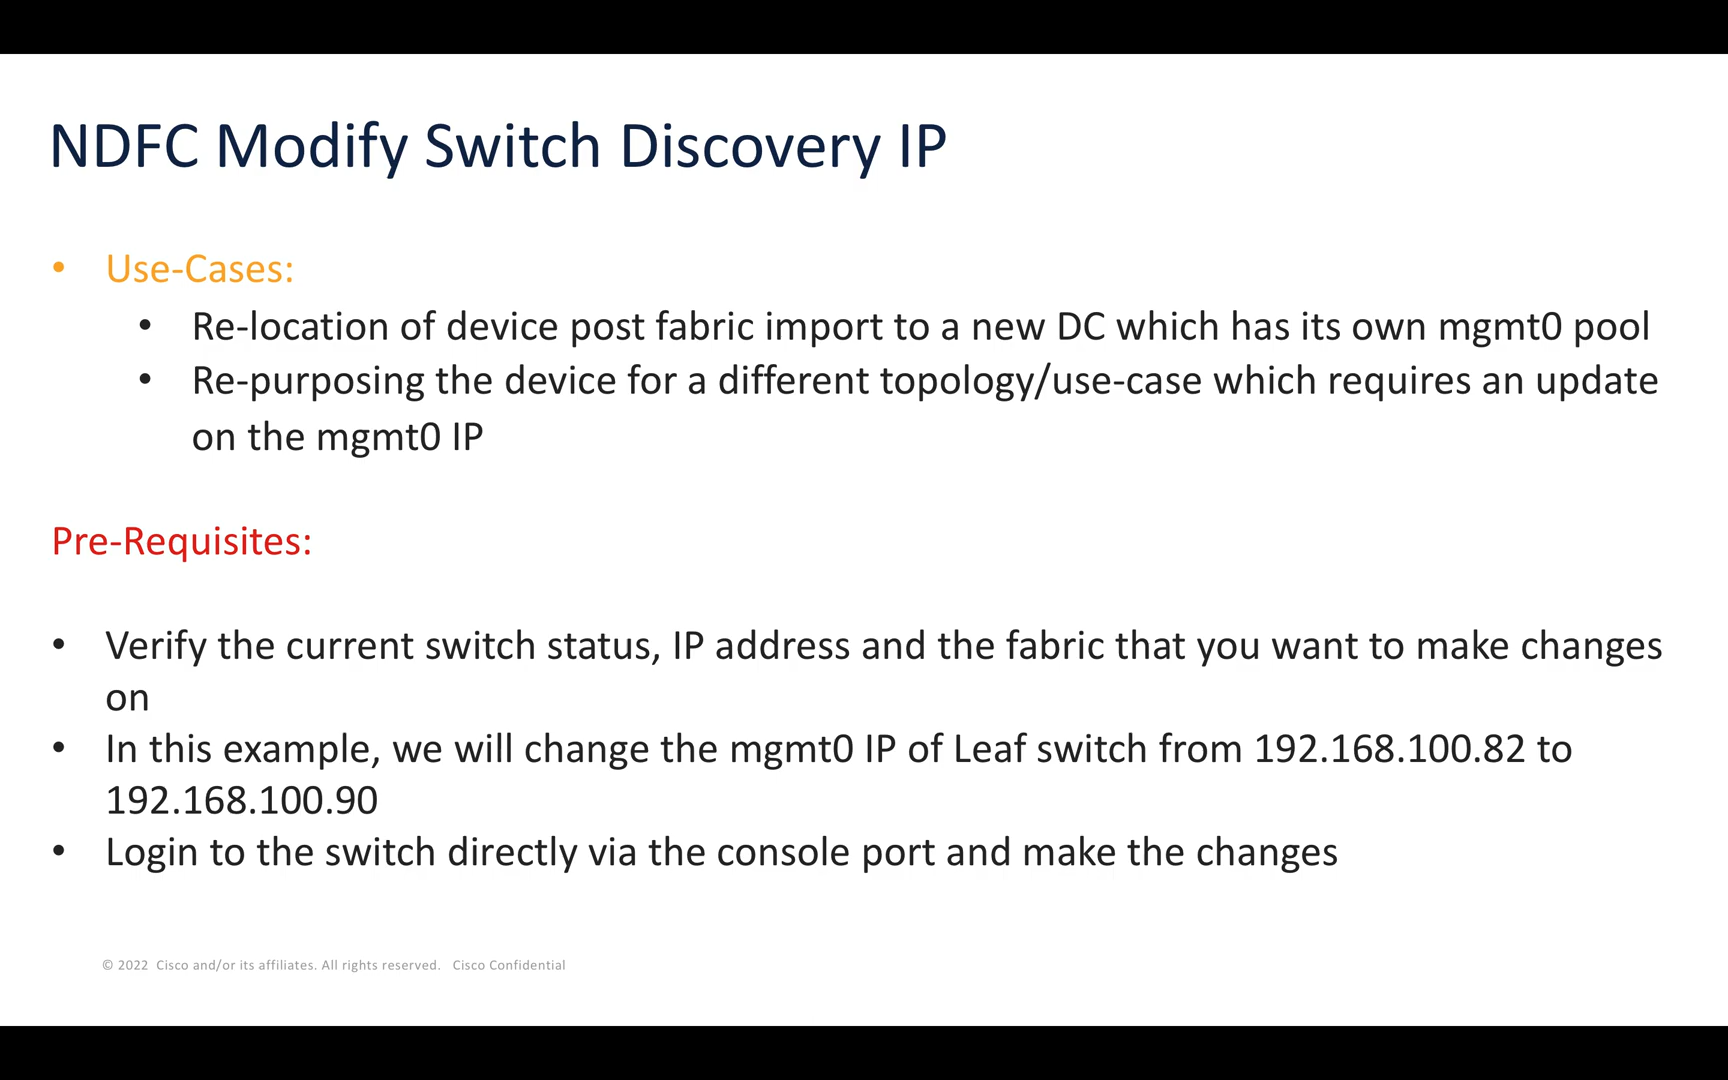 NDFC Modify Switch Discovery IP
• Use-Cases:
• Re-location of device post fabric import to a new DC which has its own mgmt0 pool
• Re-purposing the device for a different topology/use-case which requires an update
on the mgmt0 IP
Pre-Requisites:
• Verify the current switch status, IP address and the fabric that you want to make changes
on
• In this example, we will change the mgmt0 IP of Leaf switch from 192.168.100.82 to
192.168.100.90
• Login to the switch directly via the console port and make the changes
© 2022 Cisco and/or its affiliates. All rights reserved. Cisco Confidential